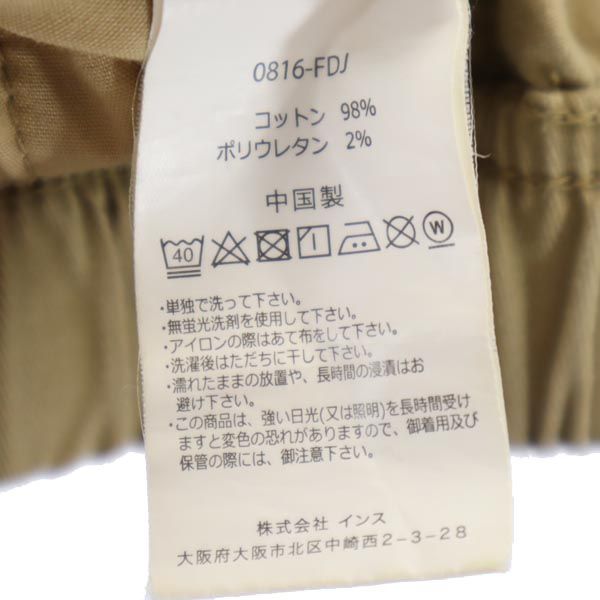 0816-FDJ
コットン 98%
ポリウレタン 2%
中国製
40 W
・単独で洗って下さい。
・無蛍光洗剤を使用して下さい。
・アイロンの際はあて布をして下さい。
・洗濯後はただちに干して下さい。
・濡れたままの放置や、長時間の浸漬はお
避け下さい。
・この商品は、強い日光(又は照明)を長時間受け
ますと変色の恐れがありますので、御着用及び
保管の際には、御注意下さい。
株式会社 インス
大阪府大阪市北区中崎西2-3-28